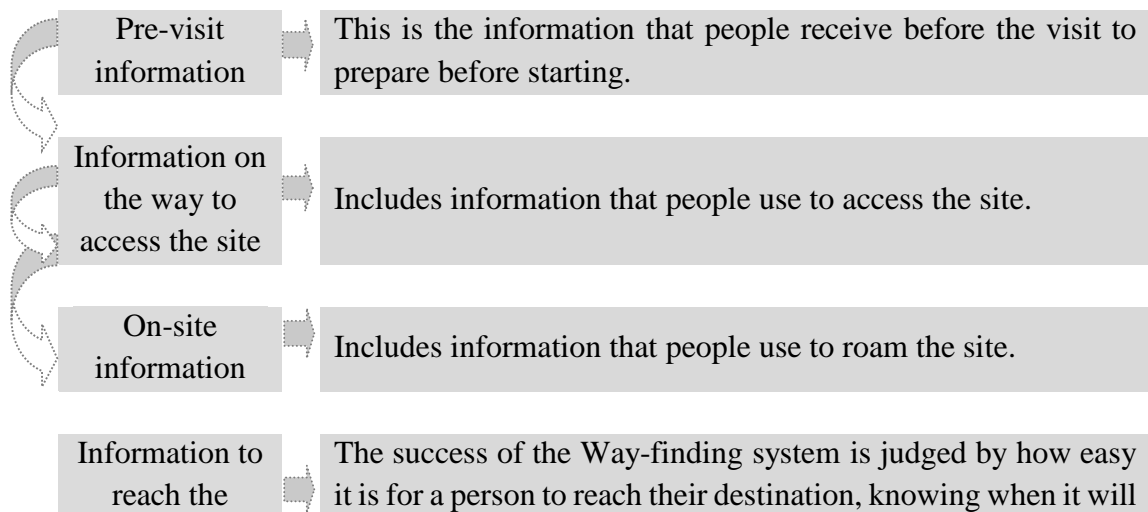 Pre-visit
information
This is the information that people receive before the visit to
prepare before starting.
Information on
the way to
access the site
Includes information that people use to access the site.
On-site
information
Includes information that people use to roam the site.
Information to
reach the
The success of the Way-finding system is judged by how easy
it is for a person to reach their destination, knowing when it will